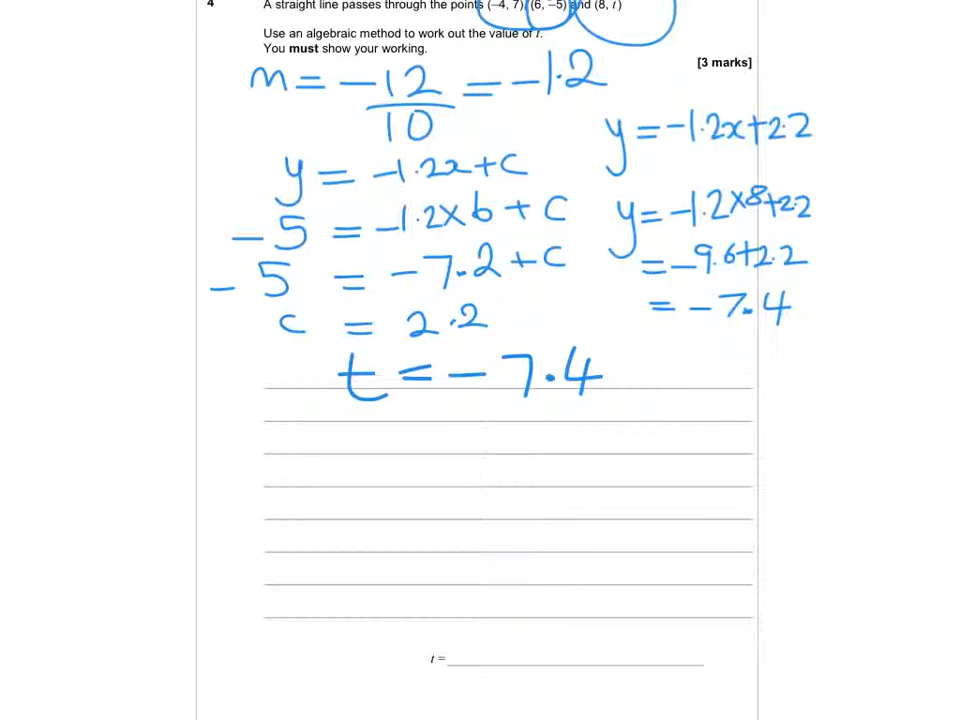 4 A straight line passes through the points (−4, 7), (6, −5) and (8, t)
Use an algebraic method to work out the value of t.
You must show your working.
[3 marks]
m = −12/10 = −1.2
y = −1.2x + c
−5 = −1.2 × 6 + c
−5 = −7.2 + c
c = 2.2
y = −1.2x + 2.2
y = −1.2 × 8 + 2.2
= −9.6 + 2.2
= −7.4
t = −7.4
t =